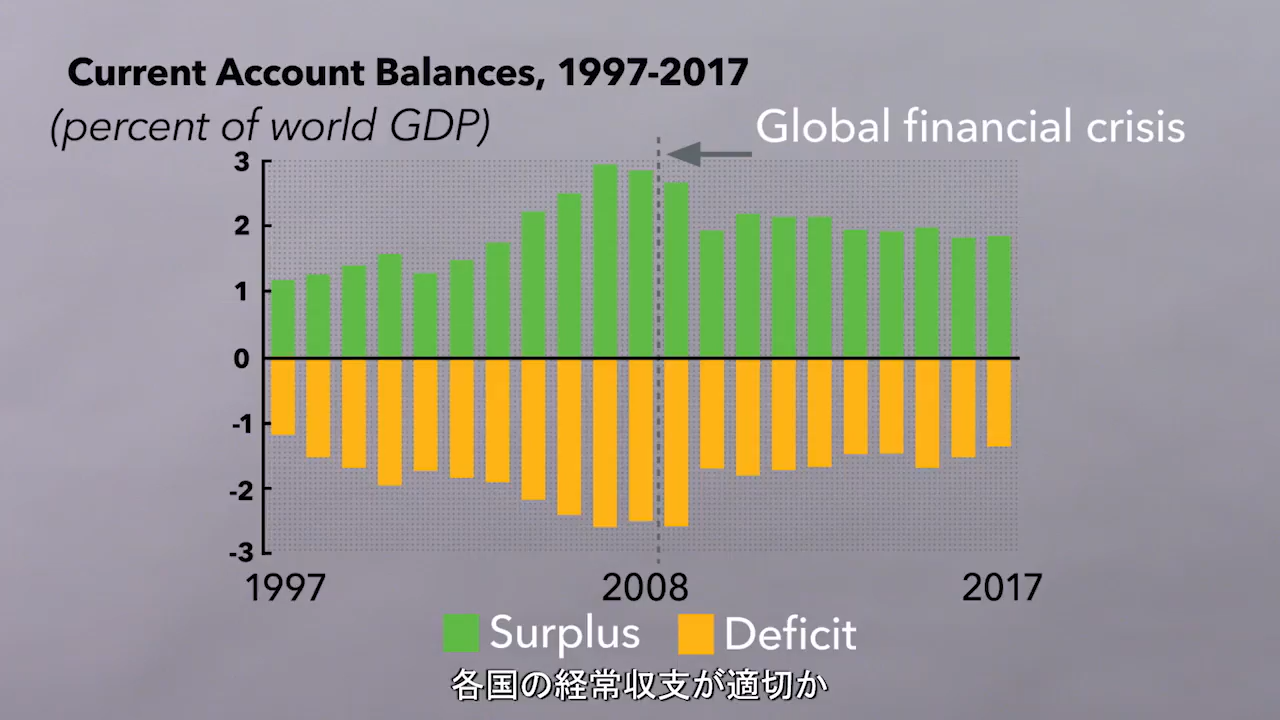 Current Account Balances, 1997-2017
(percent of world GDP)
Global financial crisis
3
2
1
0
-1
-2
-3
1997 2008 2017
Surplus Deficit
各国の経常収支が適切か